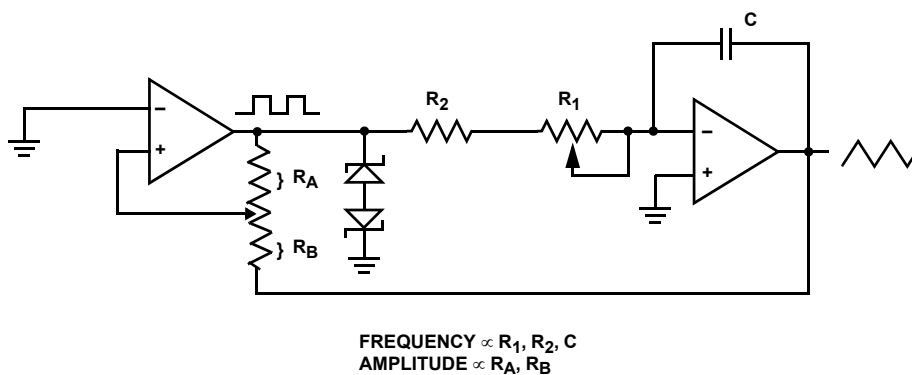 C
R2
R1
−
+
−
+
} RA
} RB
FREQUENCY ∝ R1, R2, C
AMPLITUDE ∝ RA, RB